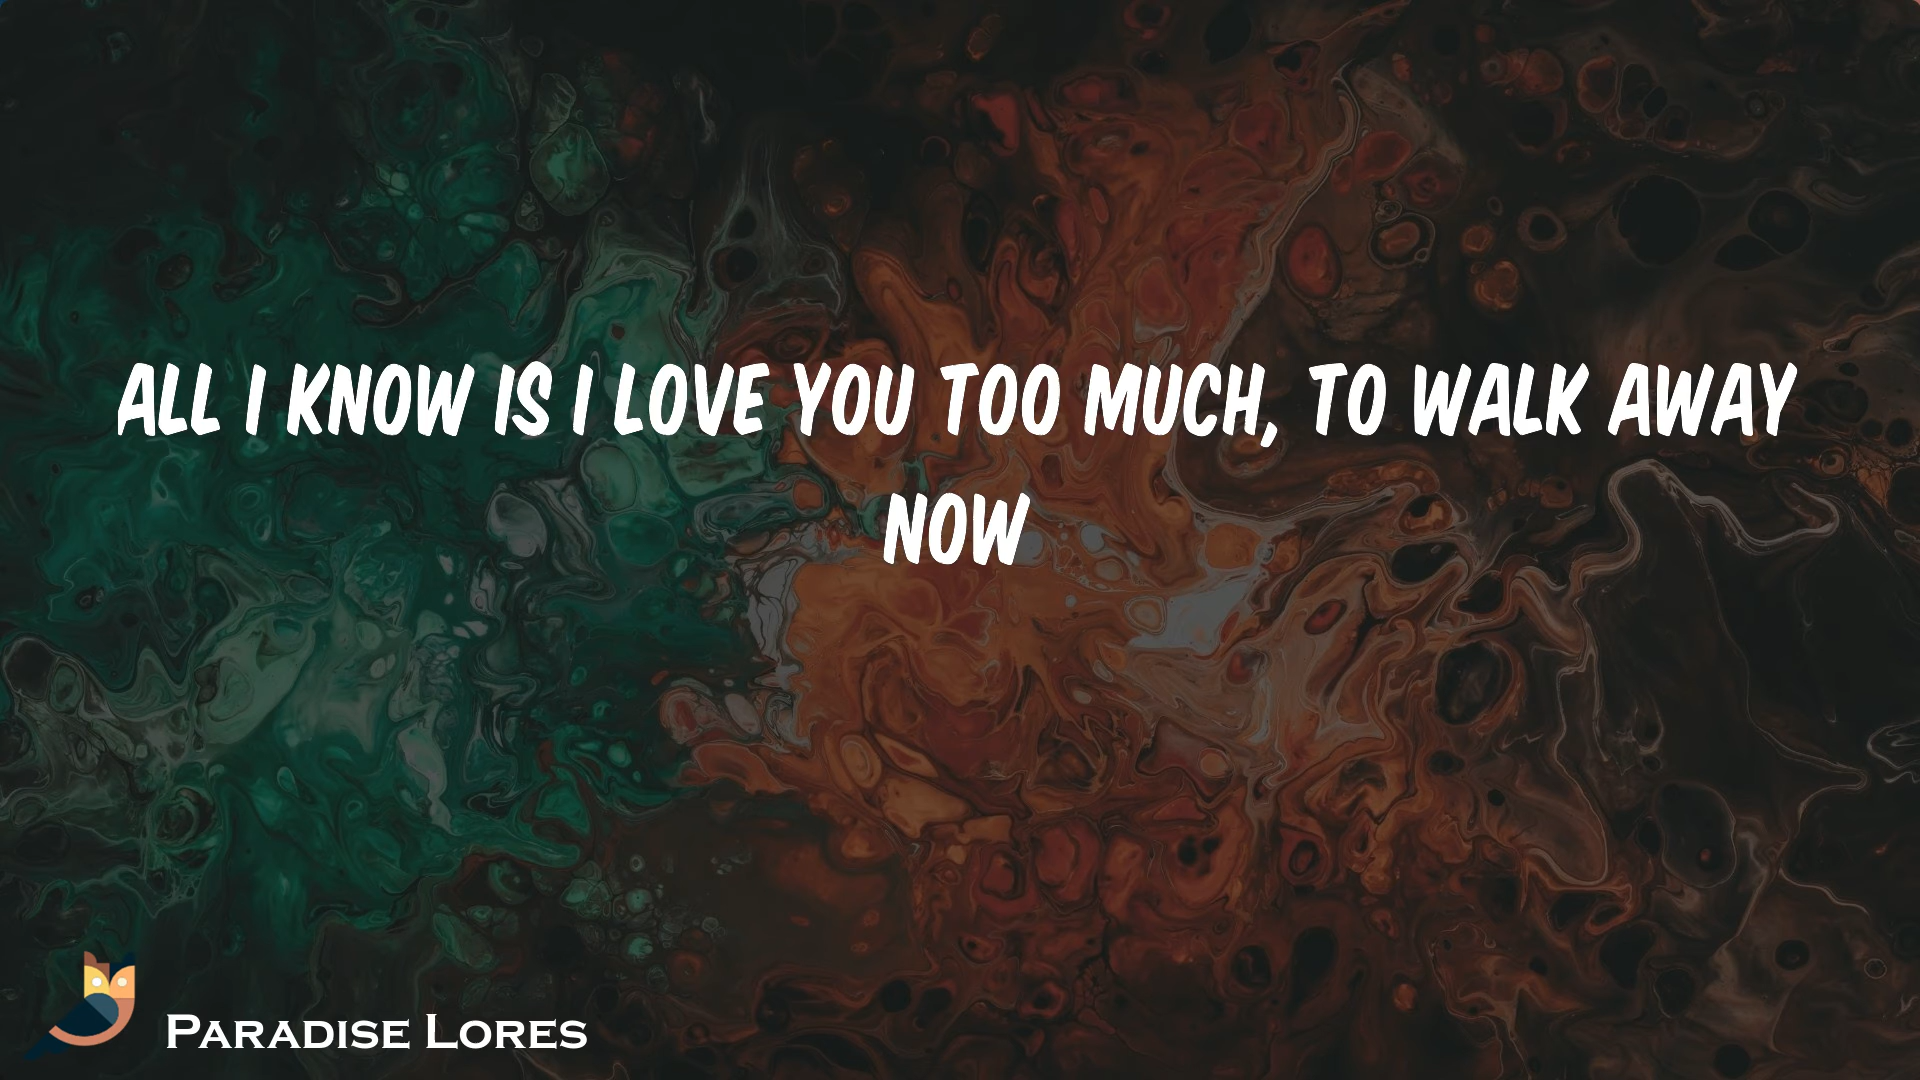 ALL I KNOW IS I LOVE YOU TOO MUCH, TO WALK AWAY
NOW
PARADISE LORES